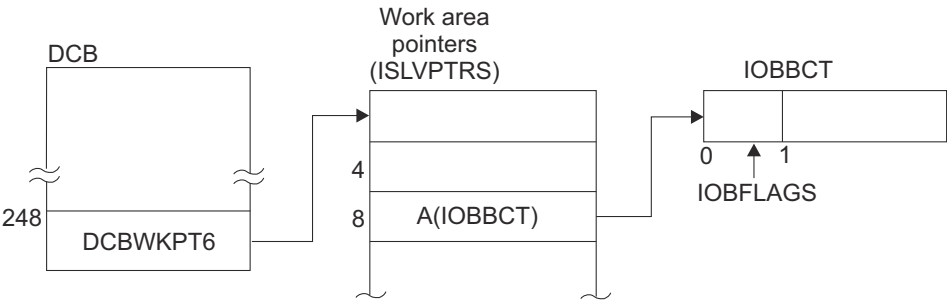 Work area
pointers
(ISLVPTRS)
DCB
IOBBCT
4
0
1
IOBFLAGS
248
DCBWKPT6
8
A(IOBBCT)